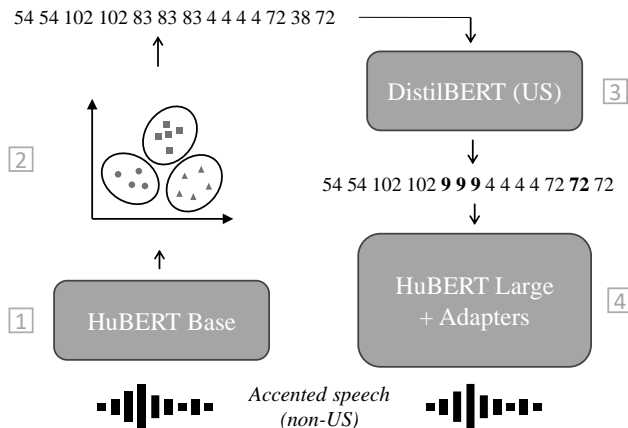 54 54 102 102 83 83 83 4 4 4 4 72 38 72
2
1
HuBERT Base
DistilBERT (US)
3
54 54 102 102 9 9 9 4 4 4 4 72 72 72
HuBERT Large
+ Adapters
4
Accented speech
(non-US)